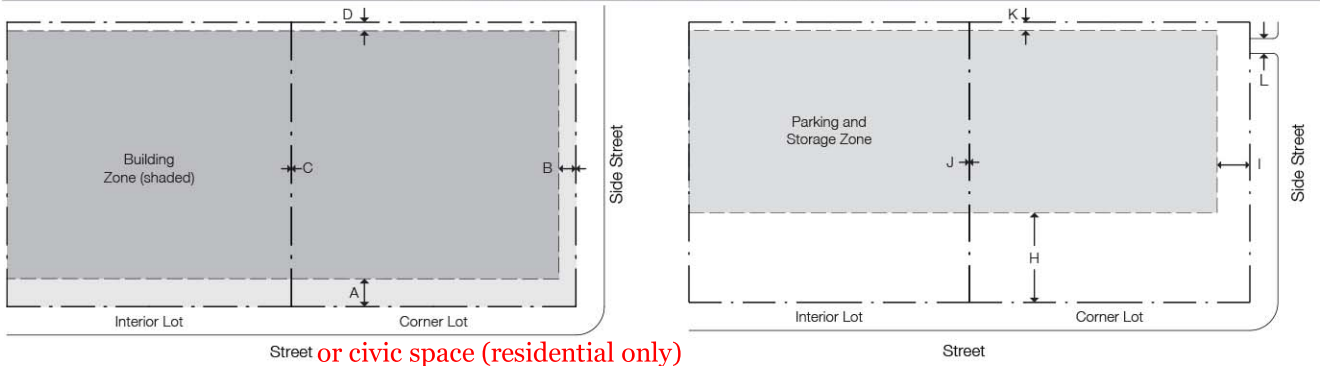 D
Building
Zone (shaded)
C
B
Side Street
A
Interior Lot
Corner Lot
Street or civic space (residential only)
K
L
Parking and
Storage Zone
J
I
Side Street
H
Interior Lot
Corner Lot
Street